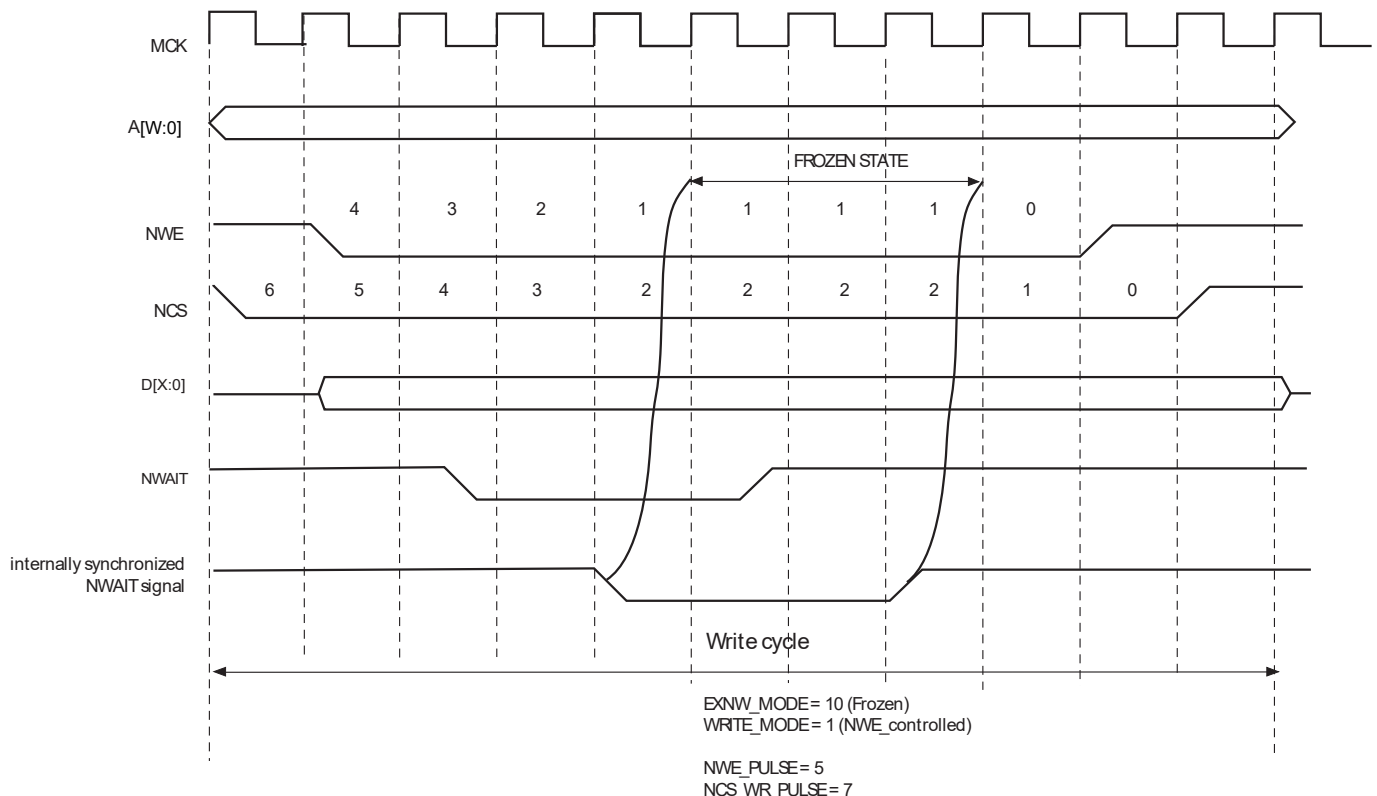 MCK
A[W:0]
FROZEN STATE
4 3 2 1 1 1 1 0
NWE
6 5 4 3 2 2 2 2 1 0
NCS
D[X:0]
NWAIT
internally synchronized
NWAIT signal
Write cycle
EXNW_MODE = 10 (Frozen)
WRITE_MODE = 1 (NWE_controlled)
NWE_PULSE = 5
NCS_WR_PULSE = 7